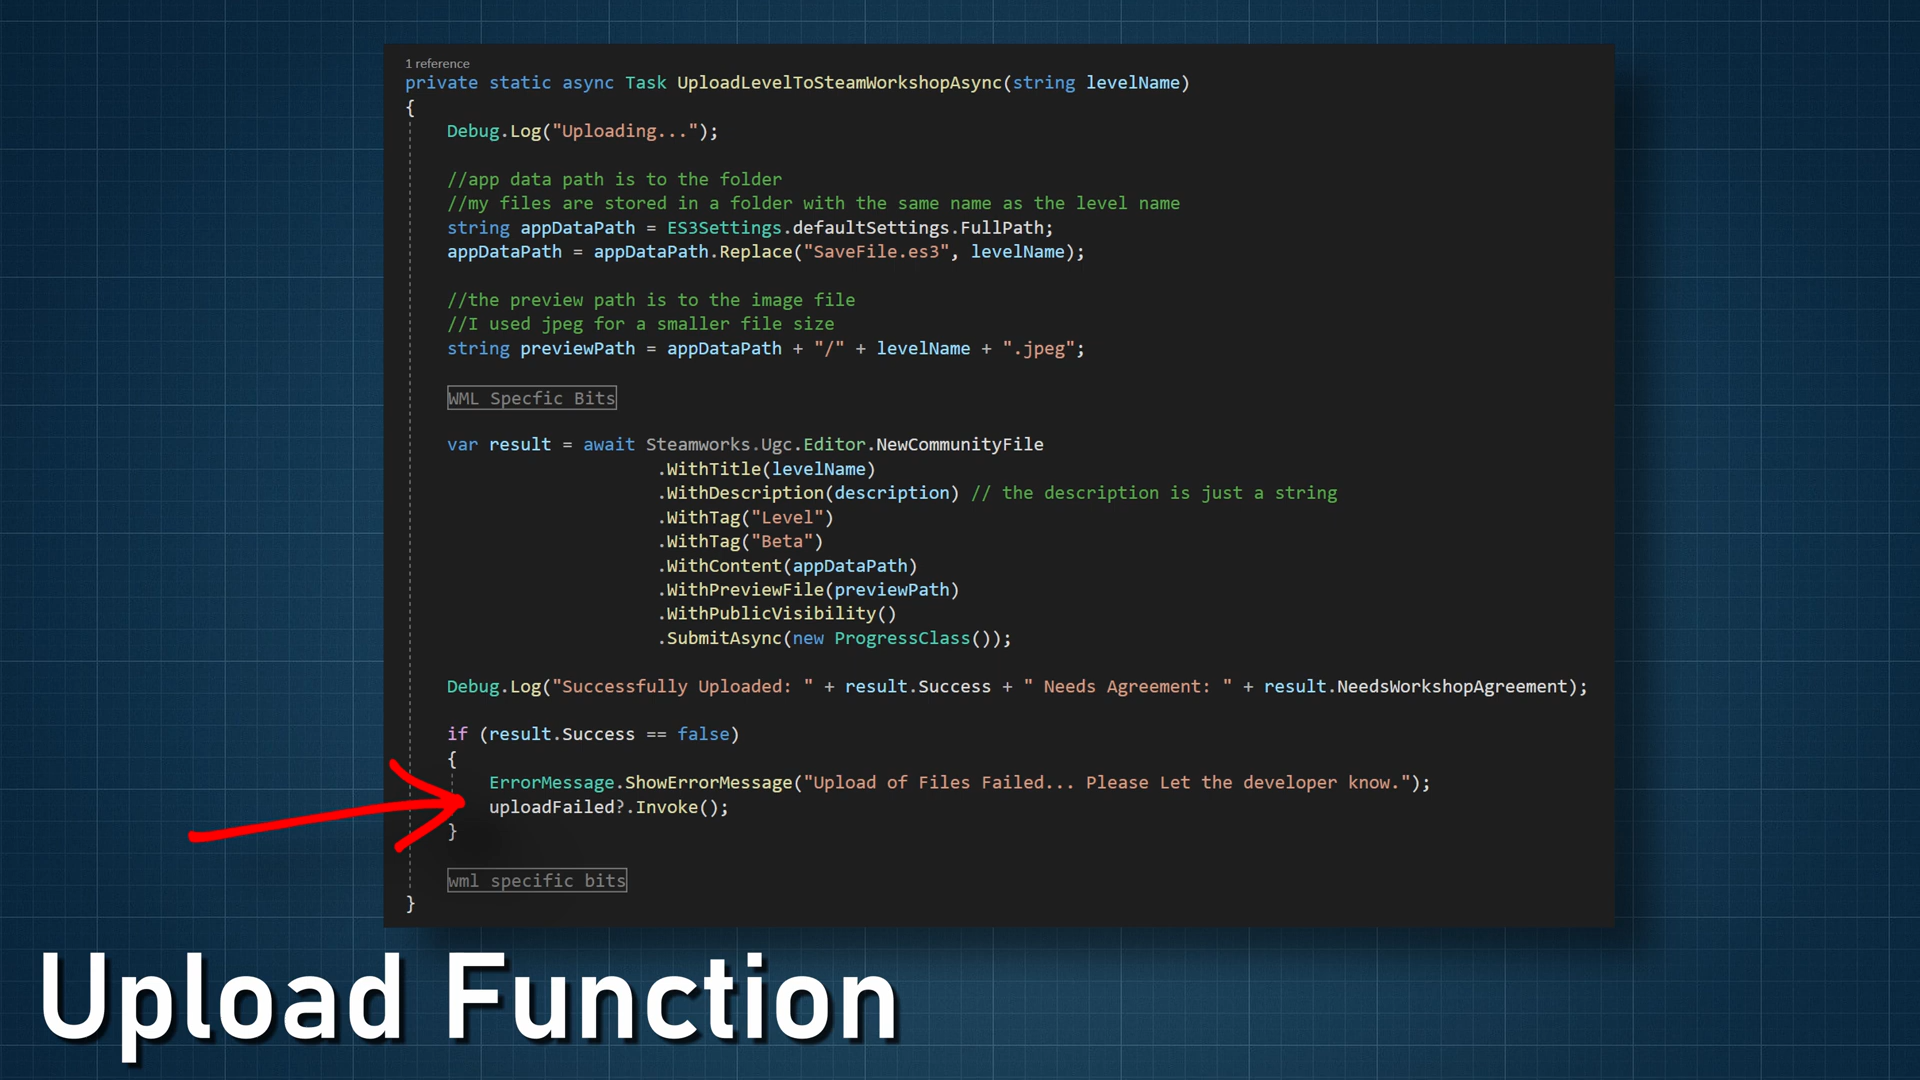 1 reference
private static async Task UploadLevelToSteamWorkshopAsync(string levelName)
{
Debug.Log("Uploading...");
//app data path is to the folder
//my files are stored in a folder with the same name as the level name
string appDataPath = ES3Settings.defaultSettings.FullPath;
appDataPath = appDataPath.Replace("SaveFile.es3", levelName);
//the preview path is to the image file
//I used jpeg for a smaller file size
string previewPath = appDataPath + "/" + levelName + ".jpeg";
WML Specfic Bits
var result = await Steamworks.Ugc.Editor.NewCommunityFile
.WithTitle(levelName)
.WithDescription(description) // the description is just a string
.WithTag("Level")
.WithTag("Beta")
.WithContent(appDataPath)
.WithPreviewFile(previewPath)
.WithPublicVisibility()
.SubmitAsync(new ProgressClass());
Debug.Log("Successfully Uploaded: " + result.Success + " Needs Agreement: " + result.NeedsWorkshopAgreement);
if (result.Success == false)
{
ErrorMessage.ShowErrorMessage("Upload of Files Failed... Please Let the developer know.");
uploadFailed?.Invoke();
}
wml specific bits
}
Upload Function